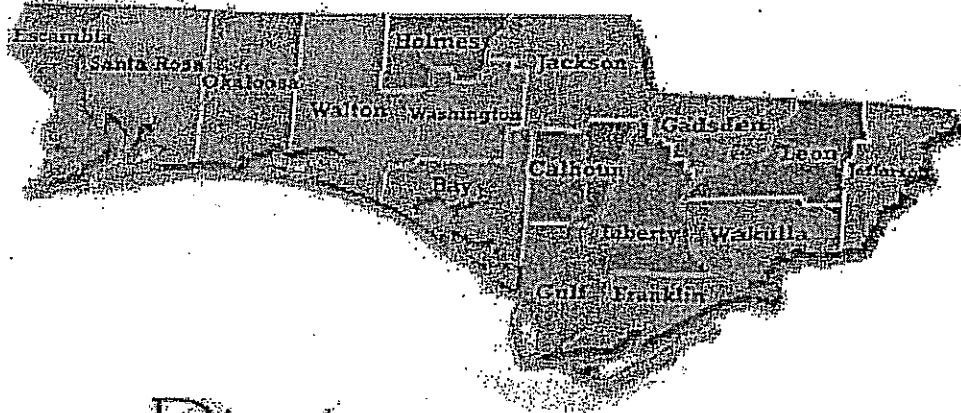 Escambia
Santa Rosa
Okaloosa
Walton
Holmes
Washington
Jackson
Bay
Calhoun
Gadsden
Leon
Jefferson
Liberty
Wakulla
Gulf
Franklin